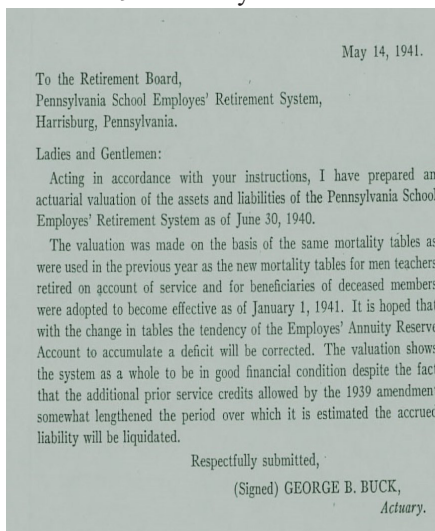 May 14, 1941.
To the Retirement Board,
Pennsylvania School Employes' Retirement System,
Harrisburg, Pennsylvania.
Ladies and Gentlemen:
Acting in accordance with your instructions, I have prepared an
actuarial valuation of the assets and liabilities of the Pennsylvania School
Employes' Retirement System as of June 30, 1940.
The valuation was made on the basis of the same mortality tables as
were used in the previous year as the new mortality tables for men teachers
retired on account of service and for beneficiaries of deceased members
were adopted to become effective as of January 1, 1941. It is hoped that
with the change in tables the tendency of the Employes' Annuity Reserve
Account to accumulate a deficit will be corrected. The valuation shows
the system as a whole to be in good financial condition despite the fact
that the additional prior service credits allowed by the 1939 amendment
somewhat lengthened the period over which it is estimated the accrued
liability will be liquidated.
Respectfully submitted,
(Signed) GEORGE B. BUCK,
Actuary.